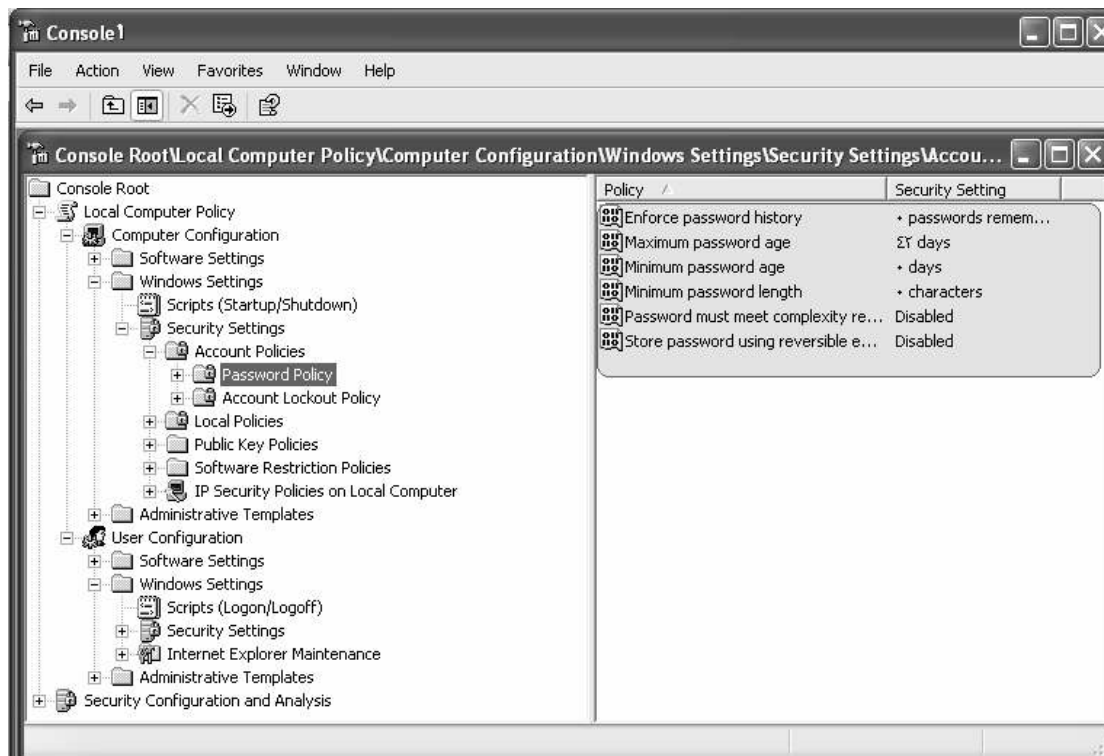 Console1
File Action View Favorites Window Help
Console Root\Local Computer Policy\Computer Configuration\Windows Settings\Security Settings\Accou...
Console Root
Local Computer Policy
Computer Configuration
Software Settings
Windows Settings
Scripts (Startup/Shutdown)
Security Settings
Account Policies
Password Policy
Account Lockout Policy
Local Policies
Public Key Policies
Software Restriction Policies
IP Security Policies on Local Computer
Administrative Templates
User Configuration
Software Settings
Windows Settings
Scripts (Logon/Logoff)
Security Settings
Internet Explorer Maintenance
Administrative Templates
Security Configuration and Analysis
Policy Security Setting
Enforce password history ٠ passwords remem...
Maximum password age ٤٢ days
Minimum password age ٠ days
Minimum password length ٠ characters
Password must meet complexity re... Disabled
Store password using reversible e... Disabled